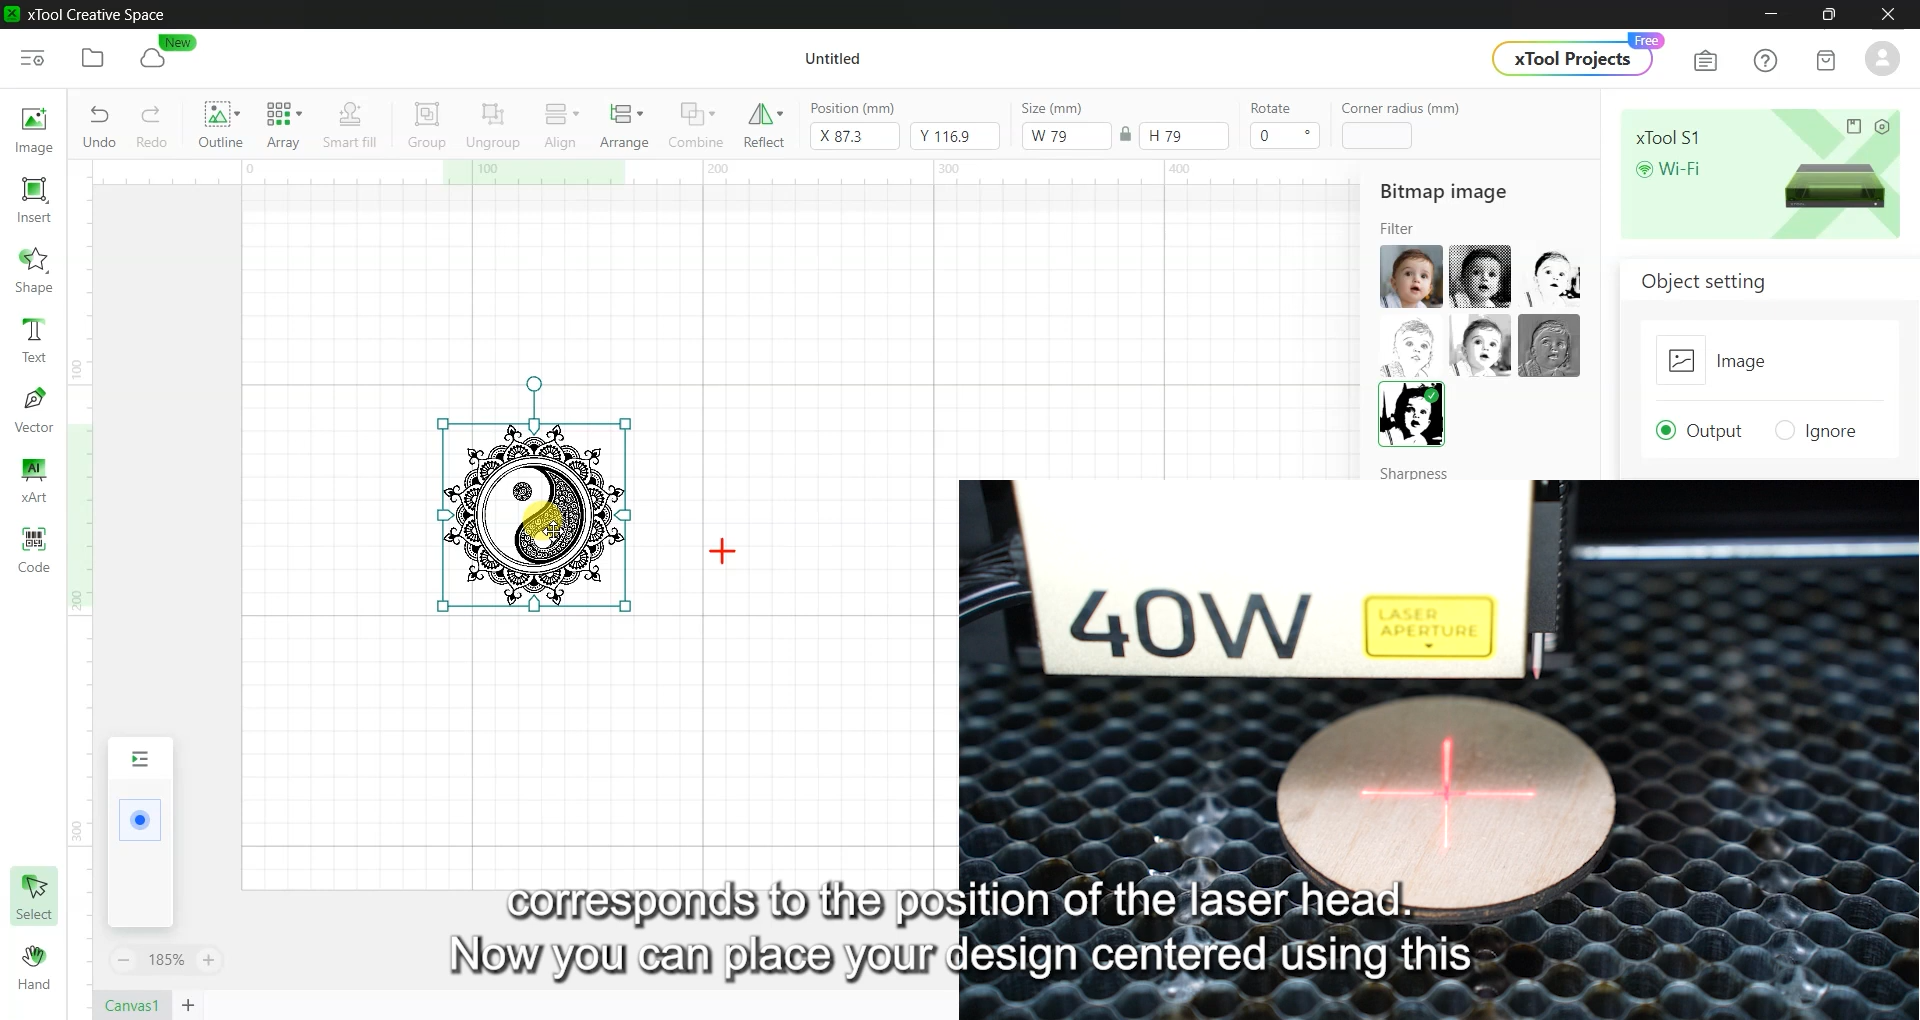 xTool Creative Space
New
Untitled
Free
xTool Projects
Image
Insert
Shape
Text
Vector
AI
xArt
Code
Select
Hand
Undo
Redo
Outline
Array
Smart fill
Group
Ungroup
Align
Arrange
Combine
Reflect
Position (mm)
X 87.3
Y 116.9
Size (mm)
W 79
H 79
Rotate
0 °
Corner radius (mm)
0
100
200
300
400
100
200
300
Bitmap image
Filter
Sharpness
xTool S1
Wi-Fi
Object setting
Image
Output
Ignore
40W
LASER
APERTURE
corresponds to the position of the laser head.
Now you can place your design centered using this
185%
Canvas1